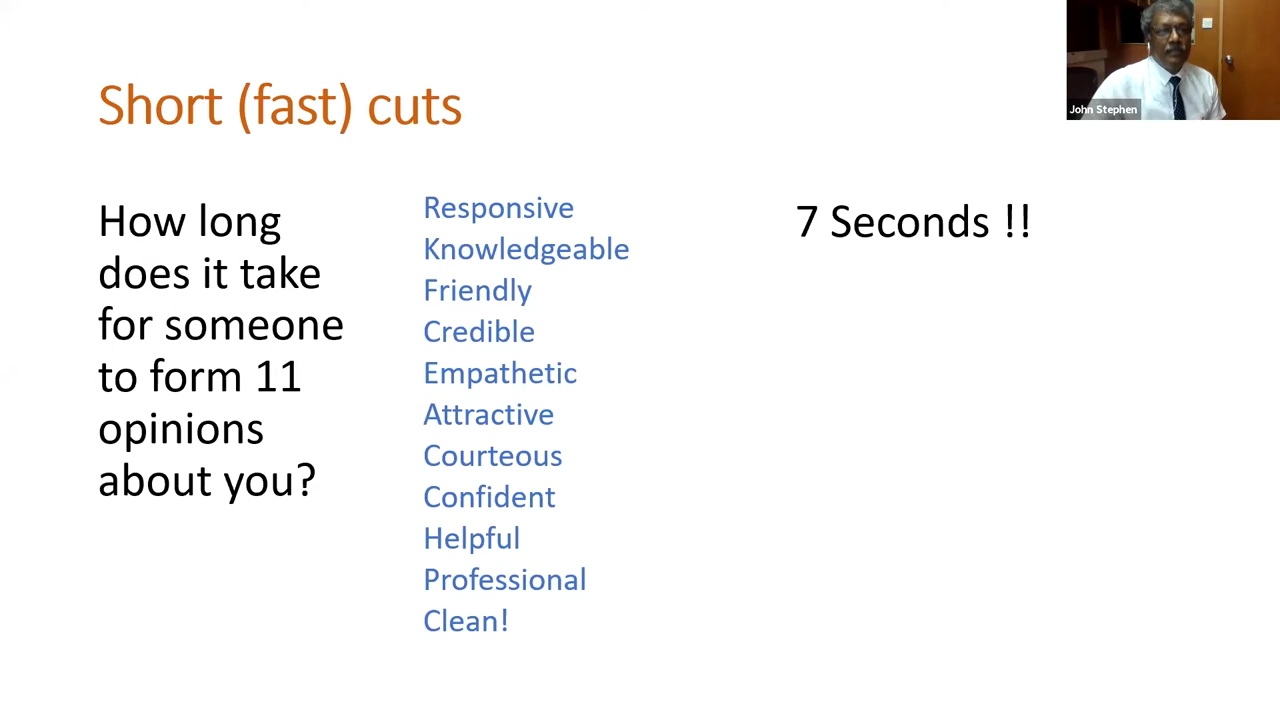 Short (fast) cuts
John Stephen
How long
does it take
for someone
to form 11
opinions
about you?
Responsive
Knowledgeable
Friendly
Credible
Empathetic
Attractive
Courteous
Confident
Helpful
Professional
Clean!
7 Seconds !!